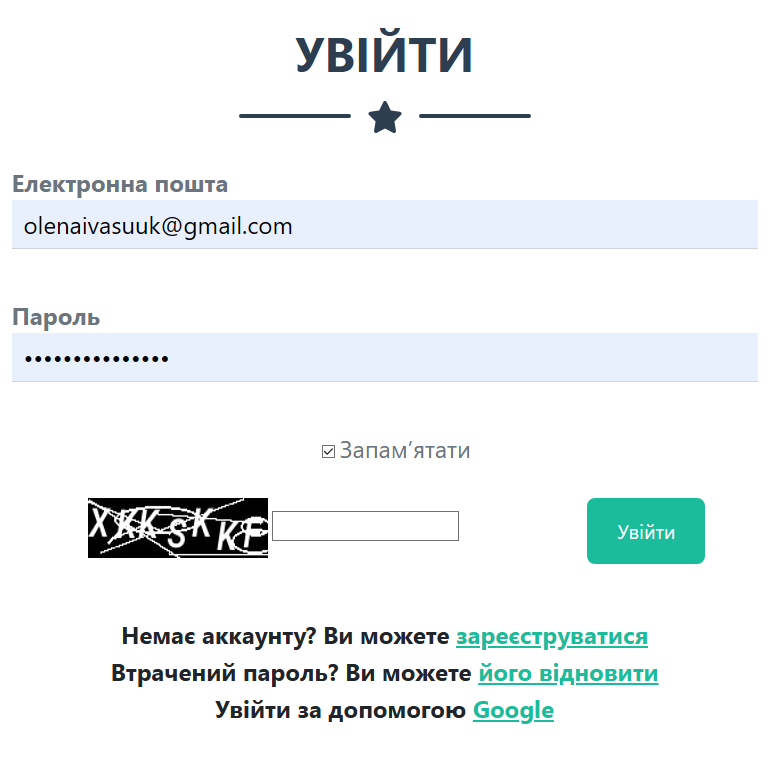 УВІЙТИ
Електронна пошта
olenaivasuuk@gmail.com
Пароль
•••••••••••••••
Запам’ятати
Увійти
Немає аккаунту? Ви можете зареєструватися
Втрачений пароль? Ви можете його відновити
Увійти за допомогою Google